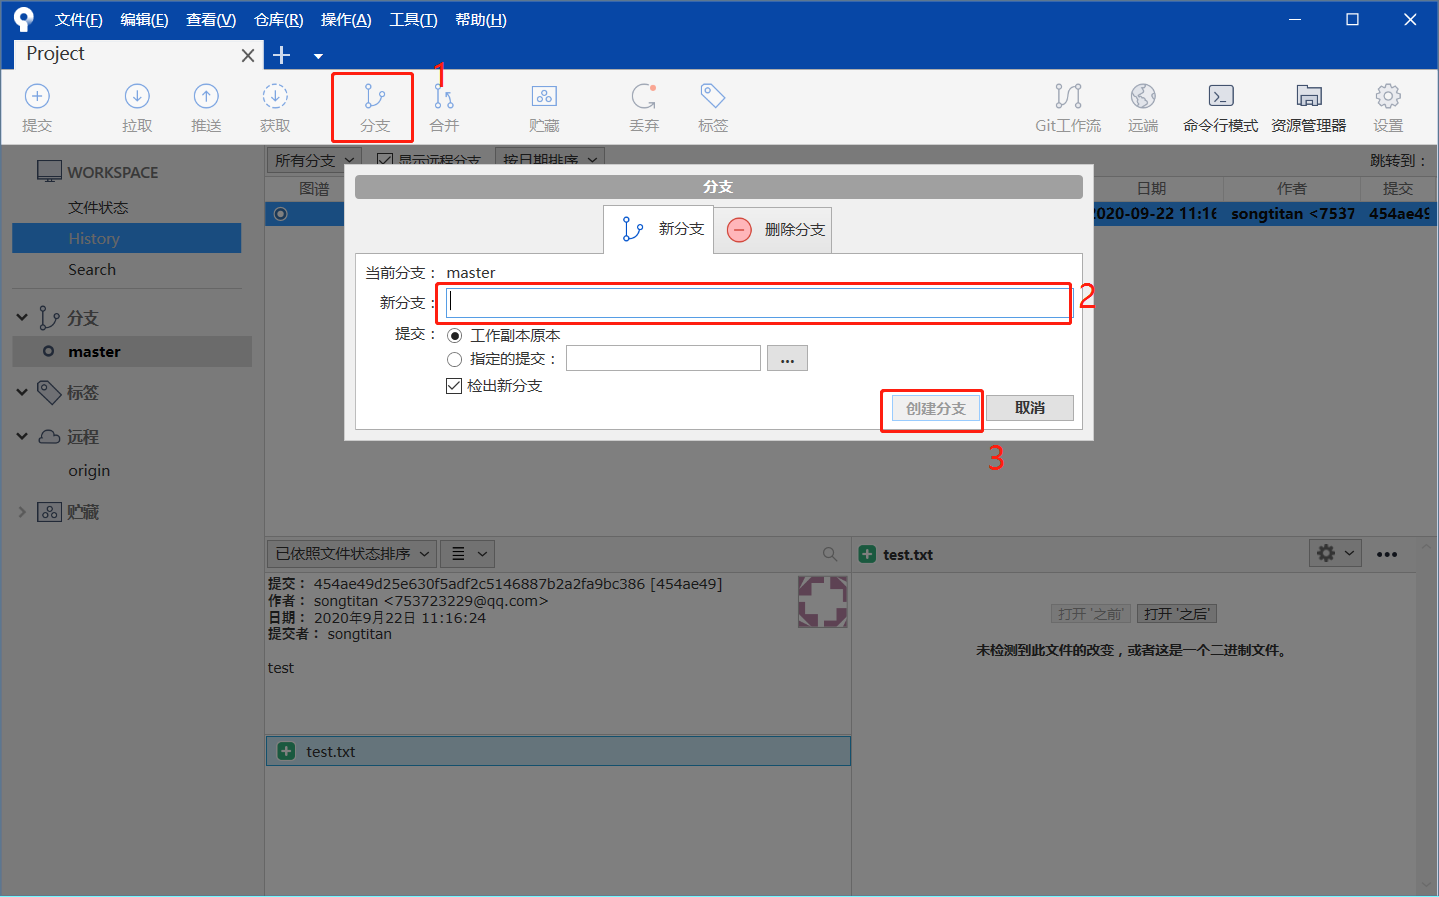 文件(F) 编辑(E) 查看(V) 仓库(R) 操作(A) 工具(T) 帮助(H)
Project
1
提交 拉取 推送 获取 分支 合并 贮藏 丢弃 标签 Git工作流 远端 命令行模式 资源管理器 设置
WORKSPACE
文件状态
History
Search
分支
master
标签
远程
origin
贮藏
所有分支 显示远程分支 按日期排序 跳转到：
图谱 日期 作者 提交
2020-09-22 11:16 songtitan <7537 454ae49
分支
新分支 删除分支
当前分支： master
新分支：
2
提交： 工作副本原本
指定的提交： ...
检出新分支
创建分支 取消
3
已依照文件状态排序
提交： 454ae49d25e630f5adf2c5146887b2a2fa9bc386 [454ae49]
作者： songtitan <753723229@qq.com>
日期： 2020年9月22日 11:16:24
提交者： songtitan
test
test.txt
test.txt
打开 '之前' 打开 '之后'
未检测到此文件的改变，或者这是一个二进制文件。